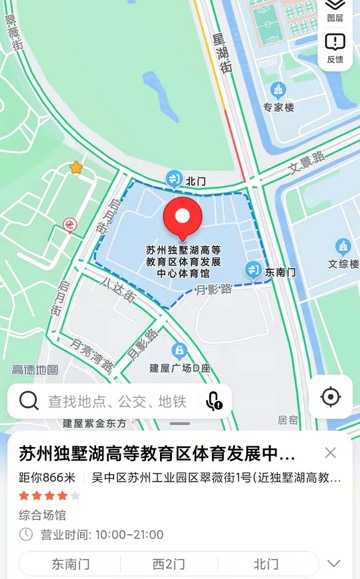 翠薇街
星湖街
图层
反馈
专家楼
文景路
北门
启月街
苏州独墅湖高等
教育区体育发展
中心体育馆
东南门
文综楼
月影路
八达街
启月街
月亮湾路
月影路
建屋广场D座
高德地图
查找地点、公交、地铁
建屋紫金东方
居窑
苏州独墅湖高等教育区体育发展中...
距你866米 吴中区苏州工业园区翠薇街1号(近独墅湖高教...
综合场馆
营业时间: 10:00-21:00
东南门 西2门 北门